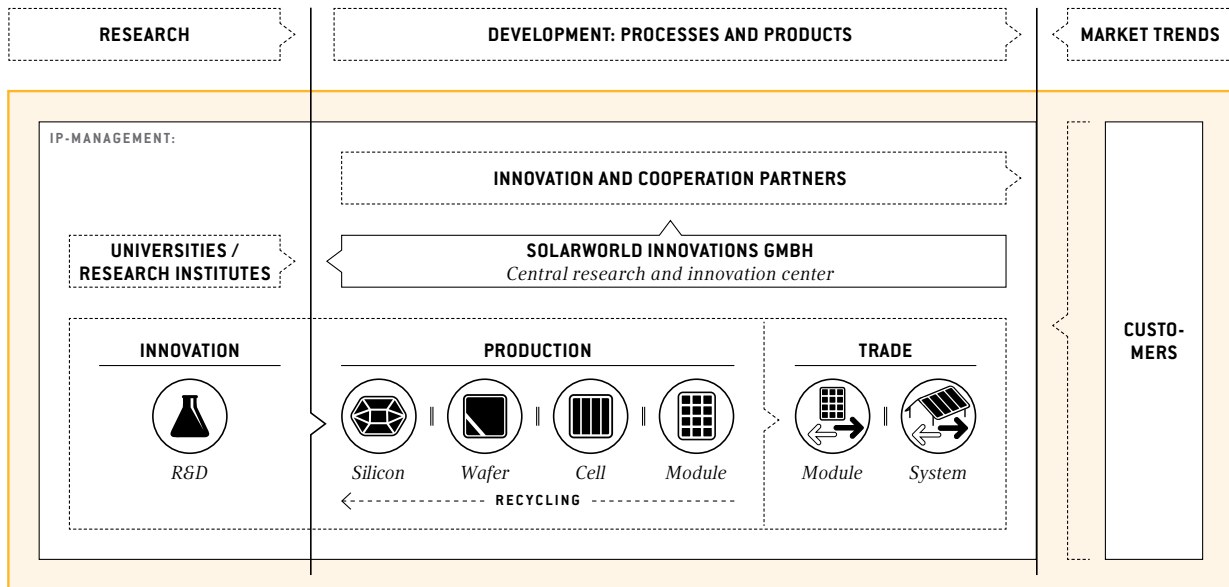 RESEARCH
DEVELOPMENT: PROCESSES AND PRODUCTS
MARKET TRENDS
IP-MANAGEMENT:
INNOVATION AND COOPERATION PARTNERS
UNIVERSITIES /
RESEARCH INSTITUTES
SOLARWORLD INNOVATIONS GMBH
Central research and innovation center
CUSTO-
MERS
INNOVATION
PRODUCTION
TRADE
R&D
Silicon
Wafer
Cell
Module
Module
System
RECYCLING